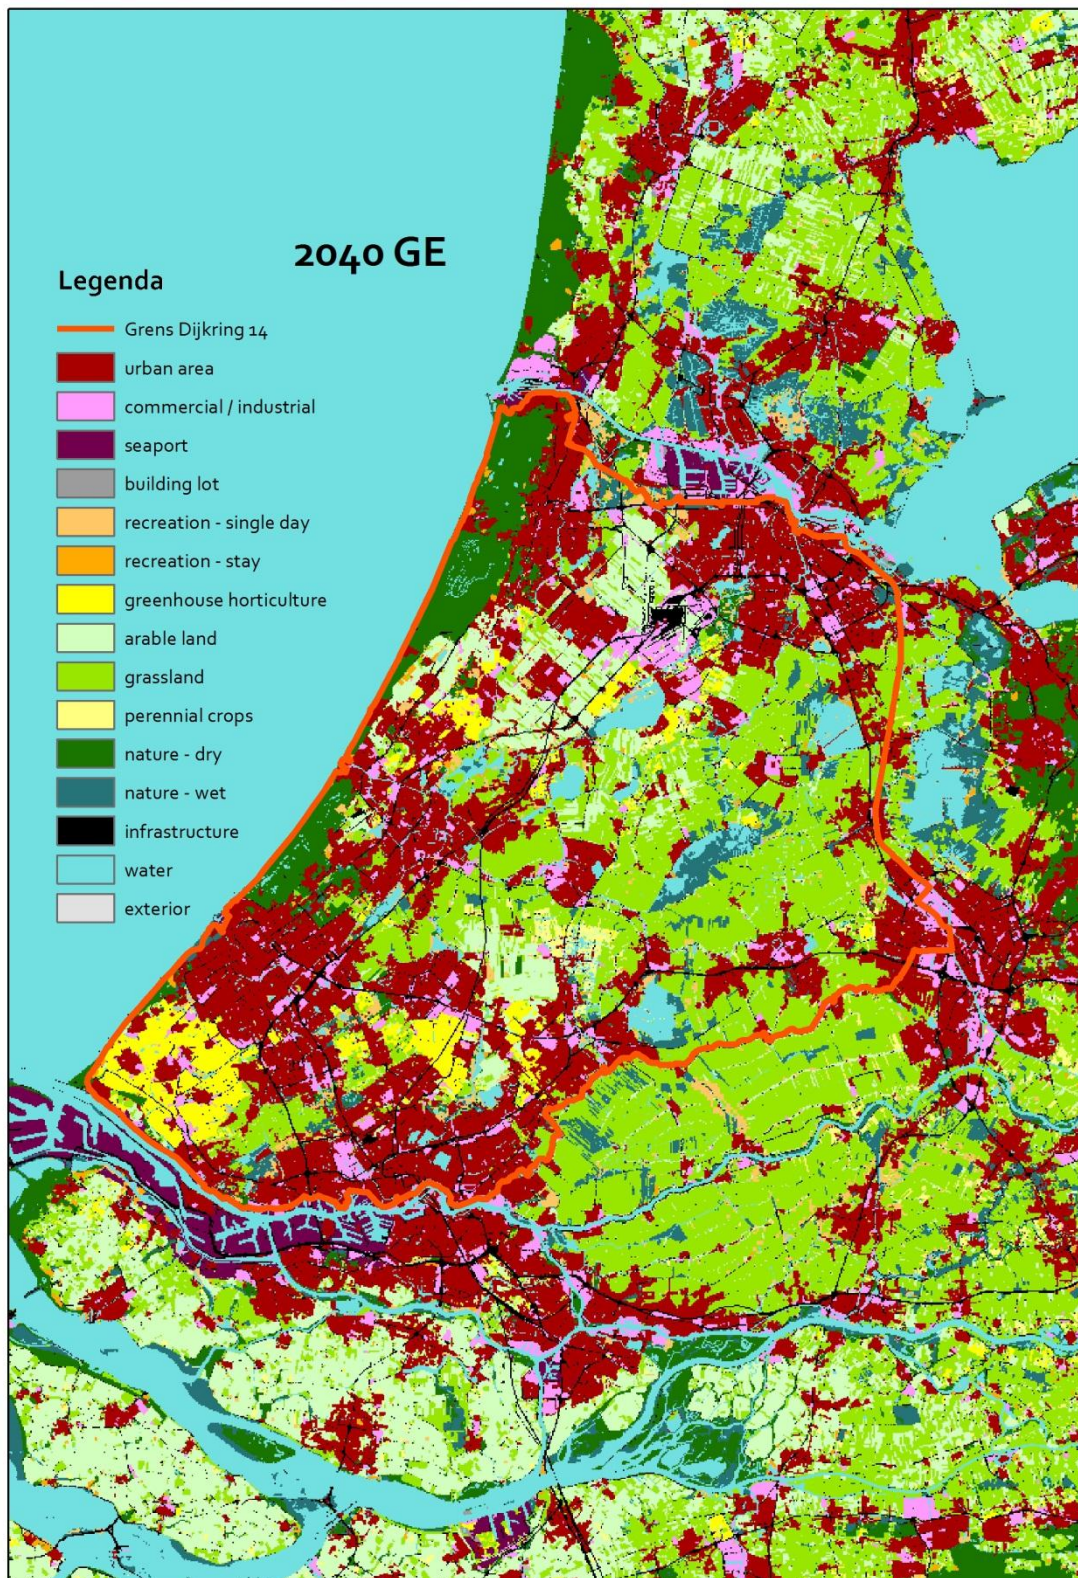 2040 GE
Legenda
Grens Dijkring 14
urban area
commercial / industrial
seaport
building lot
recreation - single day
recreation - stay
greenhouse horticulture
arable land
grassland
perennial crops
nature - dry
nature - wet
infrastructure
water
exterior